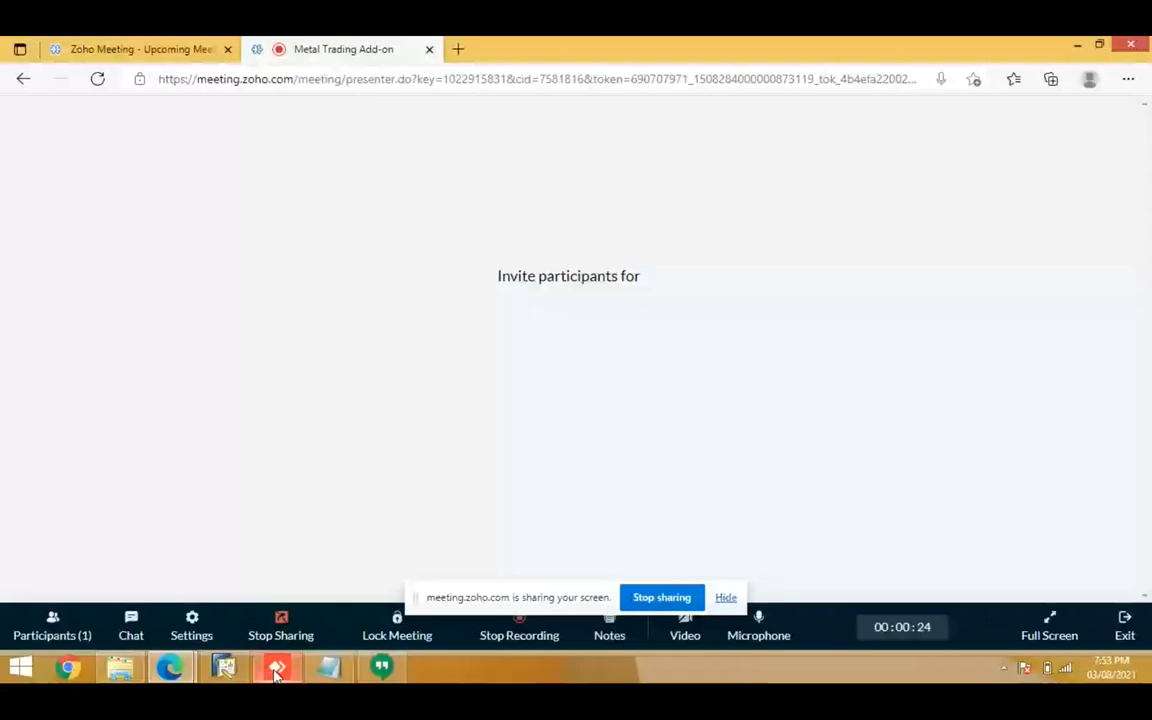 Zoho Meeting - Upcoming Mee
Metal Trading Add-on
https://meeting.zoho.com/meeting/presenter.do?key=1022915831&cid=7581816&token=690707971_1508284000000873119_tok_4b4efa22002...
Invite participants for
meeting.zoho.com is sharing your screen.
Stop sharing
Hide
Participants (1)
Chat
Settings
Stop Sharing
Lock Meeting
Stop Recording
Notes
Video
Microphone
00:00:24
Full Screen
Exit
7:53 PM
03/08/2021